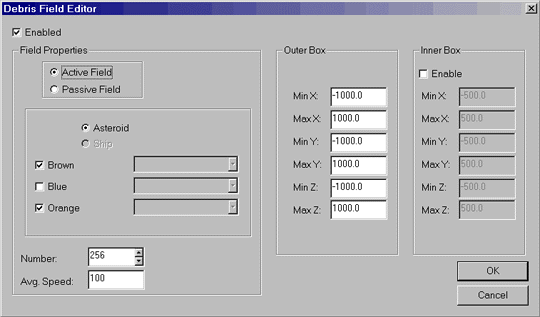 Debris Field Editor
Enabled
Field Properties
Active Field
Passive Field
Asteroid
Ship
Brown
Blue
Orange
Number: 256
Avg. Speed: 100
Outer Box
Min X: -1000.0
Max X: 1000.0
Min Y: -1000.0
Max Y: 1000.0
Min Z: -1000.0
Max Z: 1000.0
Inner Box
Enable
Min X: -500.0
Max X: 500.0
Min Y: -500.0
Max Y: 500.0
Min Z: -500.0
Max Z: 500.0
OK
Cancel